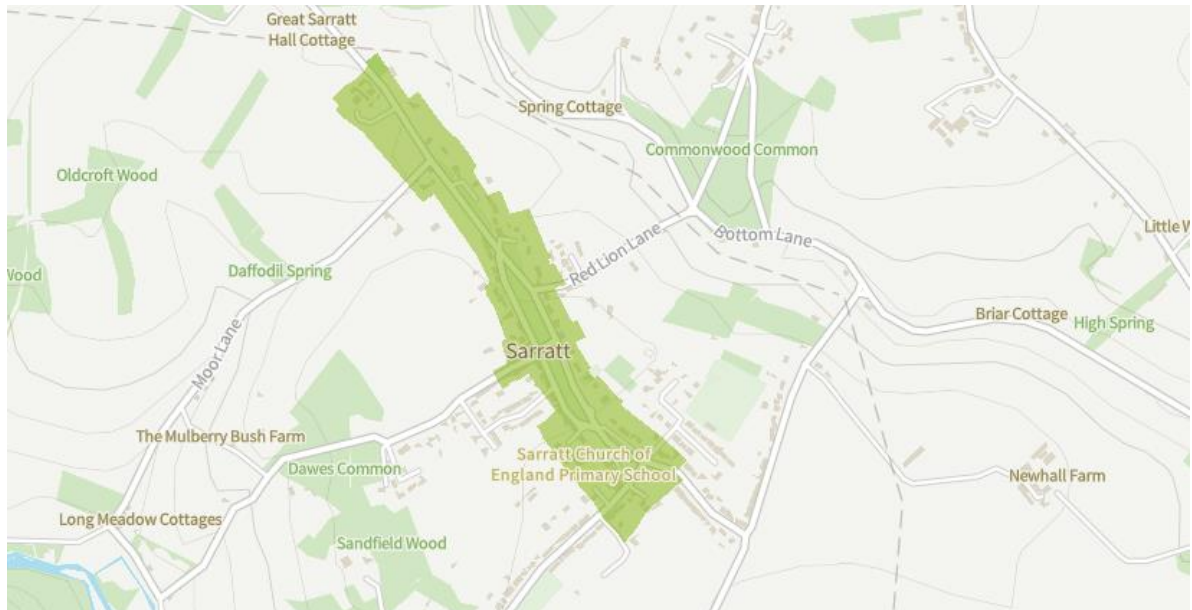 Great Sarratt
Hall Cottage
Spring Cottage
Commonwood Common
Oldcroft Wood
Little W
Red Lion Lane
Bottom Lane
Wood
Daffodil Spring
Briar Cottage
High Spring
Moor Lane
Sarratt
The Mulberry Bush Farm
Dawes Common
Sarratt Church of
England Primary School
Newhall Farm
Long Meadow Cottages
Sandfield Wood